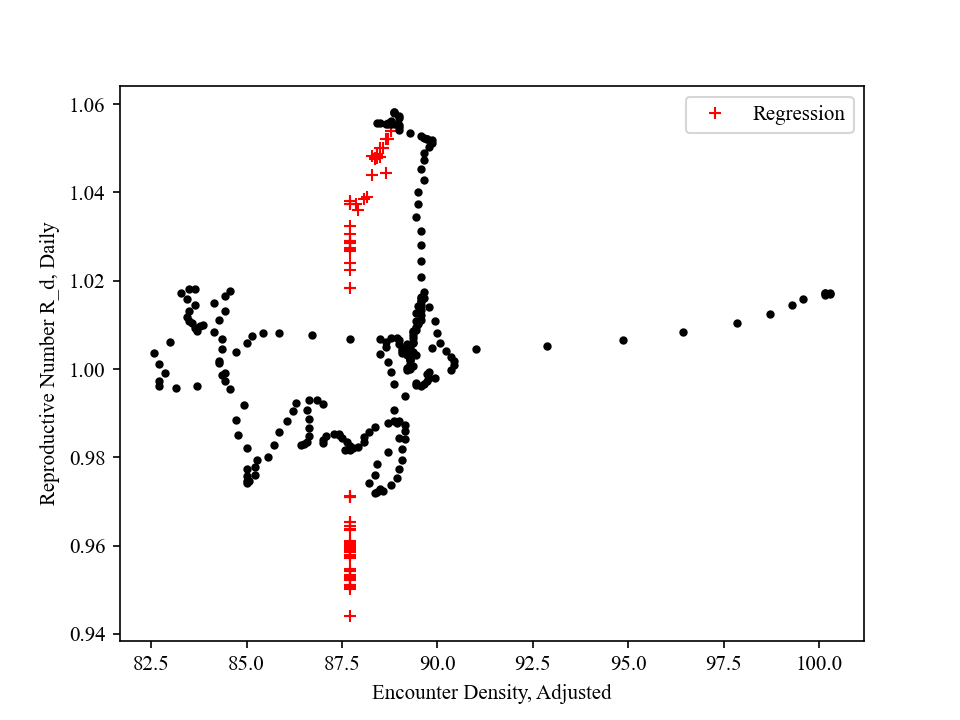 Regression
1.06
1.04
1.02
1.00
0.98
0.96
0.94
Reproductive Number R_d, Daily
82.5 85.0 87.5 90.0 92.5 95.0 97.5 100.0
Encounter Density, Adjusted